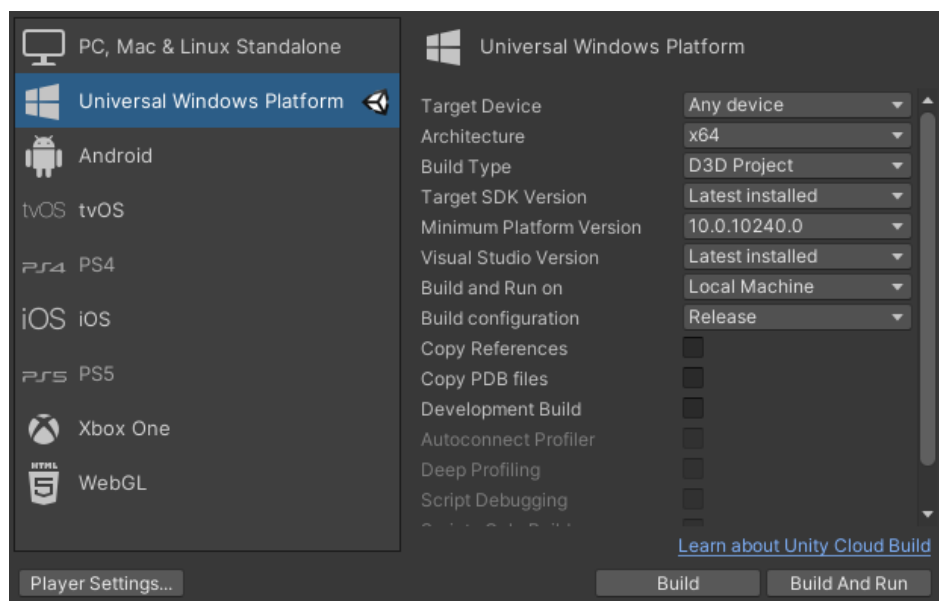 PC, Mac & Linux Standalone
Universal Windows Platform
Android
tvOS tvOS
PS4 PS4
iOS iOS
PS5 PS5
Xbox One
HTML
5 WebGL
Universal Windows Platform
Target Device Any device
Architecture x64
Build Type D3D Project
Target SDK Version Latest installed
Minimum Platform Version 10.0.10240.0
Visual Studio Version Latest installed
Build and Run on Local Machine
Build configuration Release
Copy References
Copy PDB files
Development Build
Autoconnect Profiler
Deep Profiling
Script Debugging
Learn about Unity Cloud Build
Player Settings...
Build
Build And Run